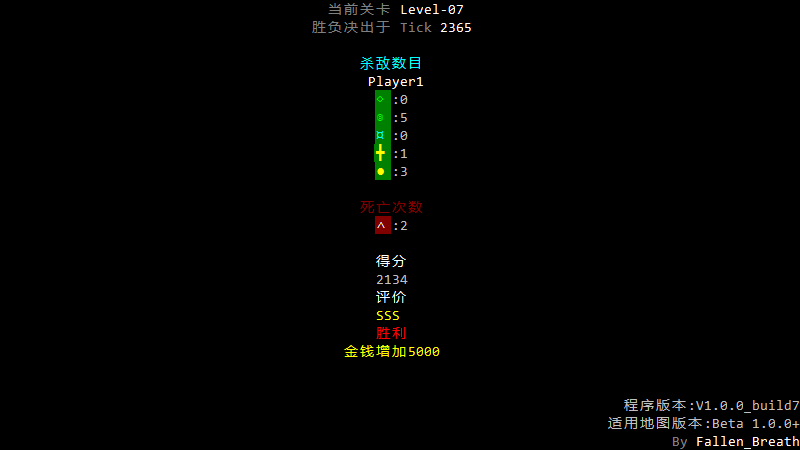 当前关卡 Level-07
胜负决出于 Tick 2365
杀敌数目
Player1
◇:0
◎:5
¤:0
╋:1
●:3
死亡次数
^:2
得分
2134
评价
SSS
胜利
金钱增加5000
程序版本:V1.0.0_build7
适用地图版本:Beta 1.0.0+
By Fallen_Breath